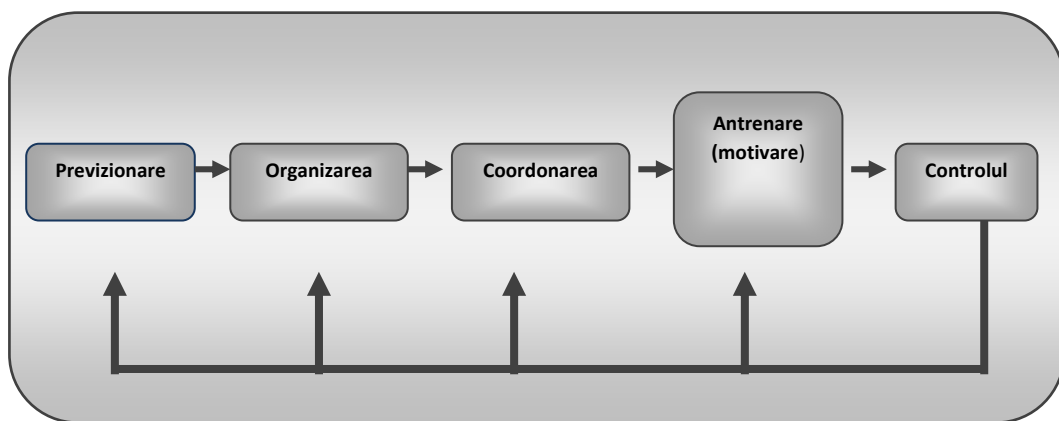 Previzionare
Organizarea
Coordonarea
Antrenare
(motivare)
Controlul